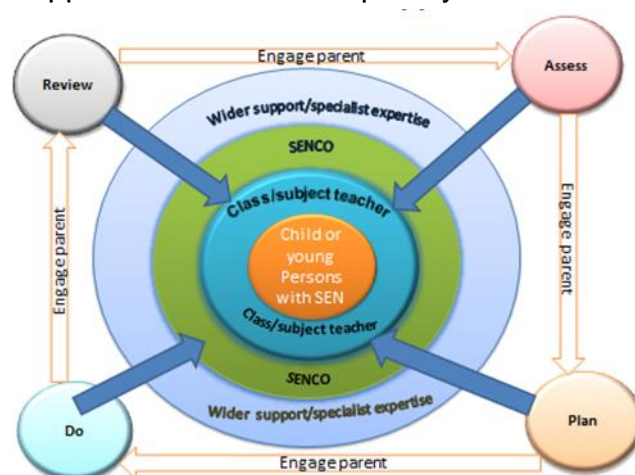 Review
Engage parent
Assess
Wider support/specialist expertise
SENCO
Class/subject teacher
Child or
young
Persons
with SEN
Class/subject teacher
SENCO
Wider support/specialist expertise
Engage parent
Engage parent
Do
Plan
Engage parent